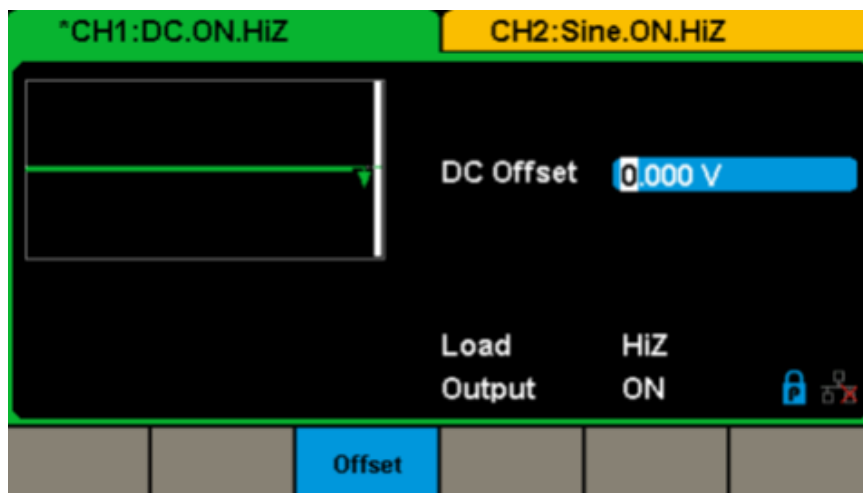 *CH1:DC.ON.HiZ
CH2:Sine.ON.HiZ
DC Offset 0.000 V
Load HiZ
Output ON
P
Offset